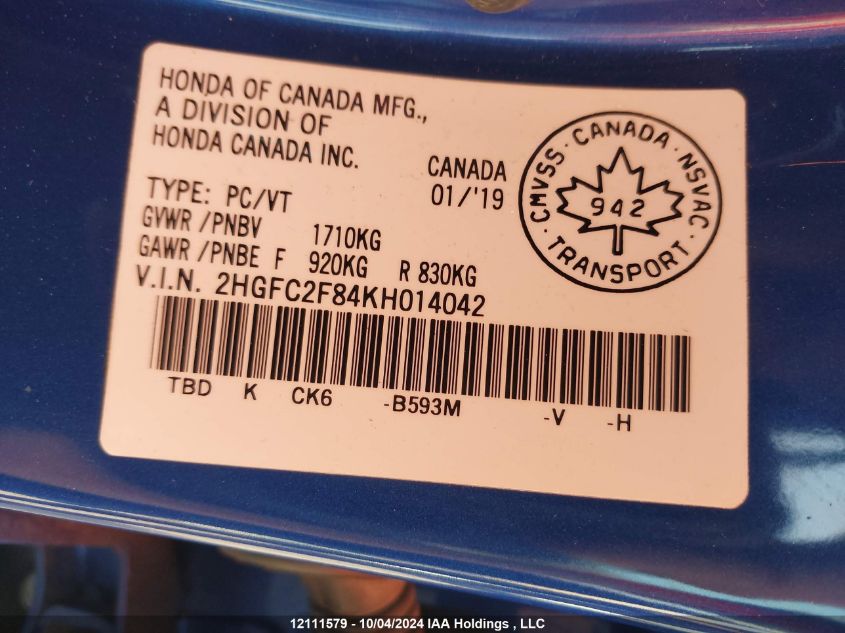 HONDA OF CANADA MFG.,
A DIVISION OF
HONDA CANADA INC.
CANADA
01/'19
TYPE: PC/VT
GVWR /PNBV 1710KG
GAWR /PNBE F 920KG R 830KG
V.I.N. 2HGFC2F84KH014042
TBD K CK6 -B593M -V -H
CMVSS · CANADA · NSVAC
942
· TRANSPORT ·
12111579 - 10/04/2024 IAA Holdings , LLC